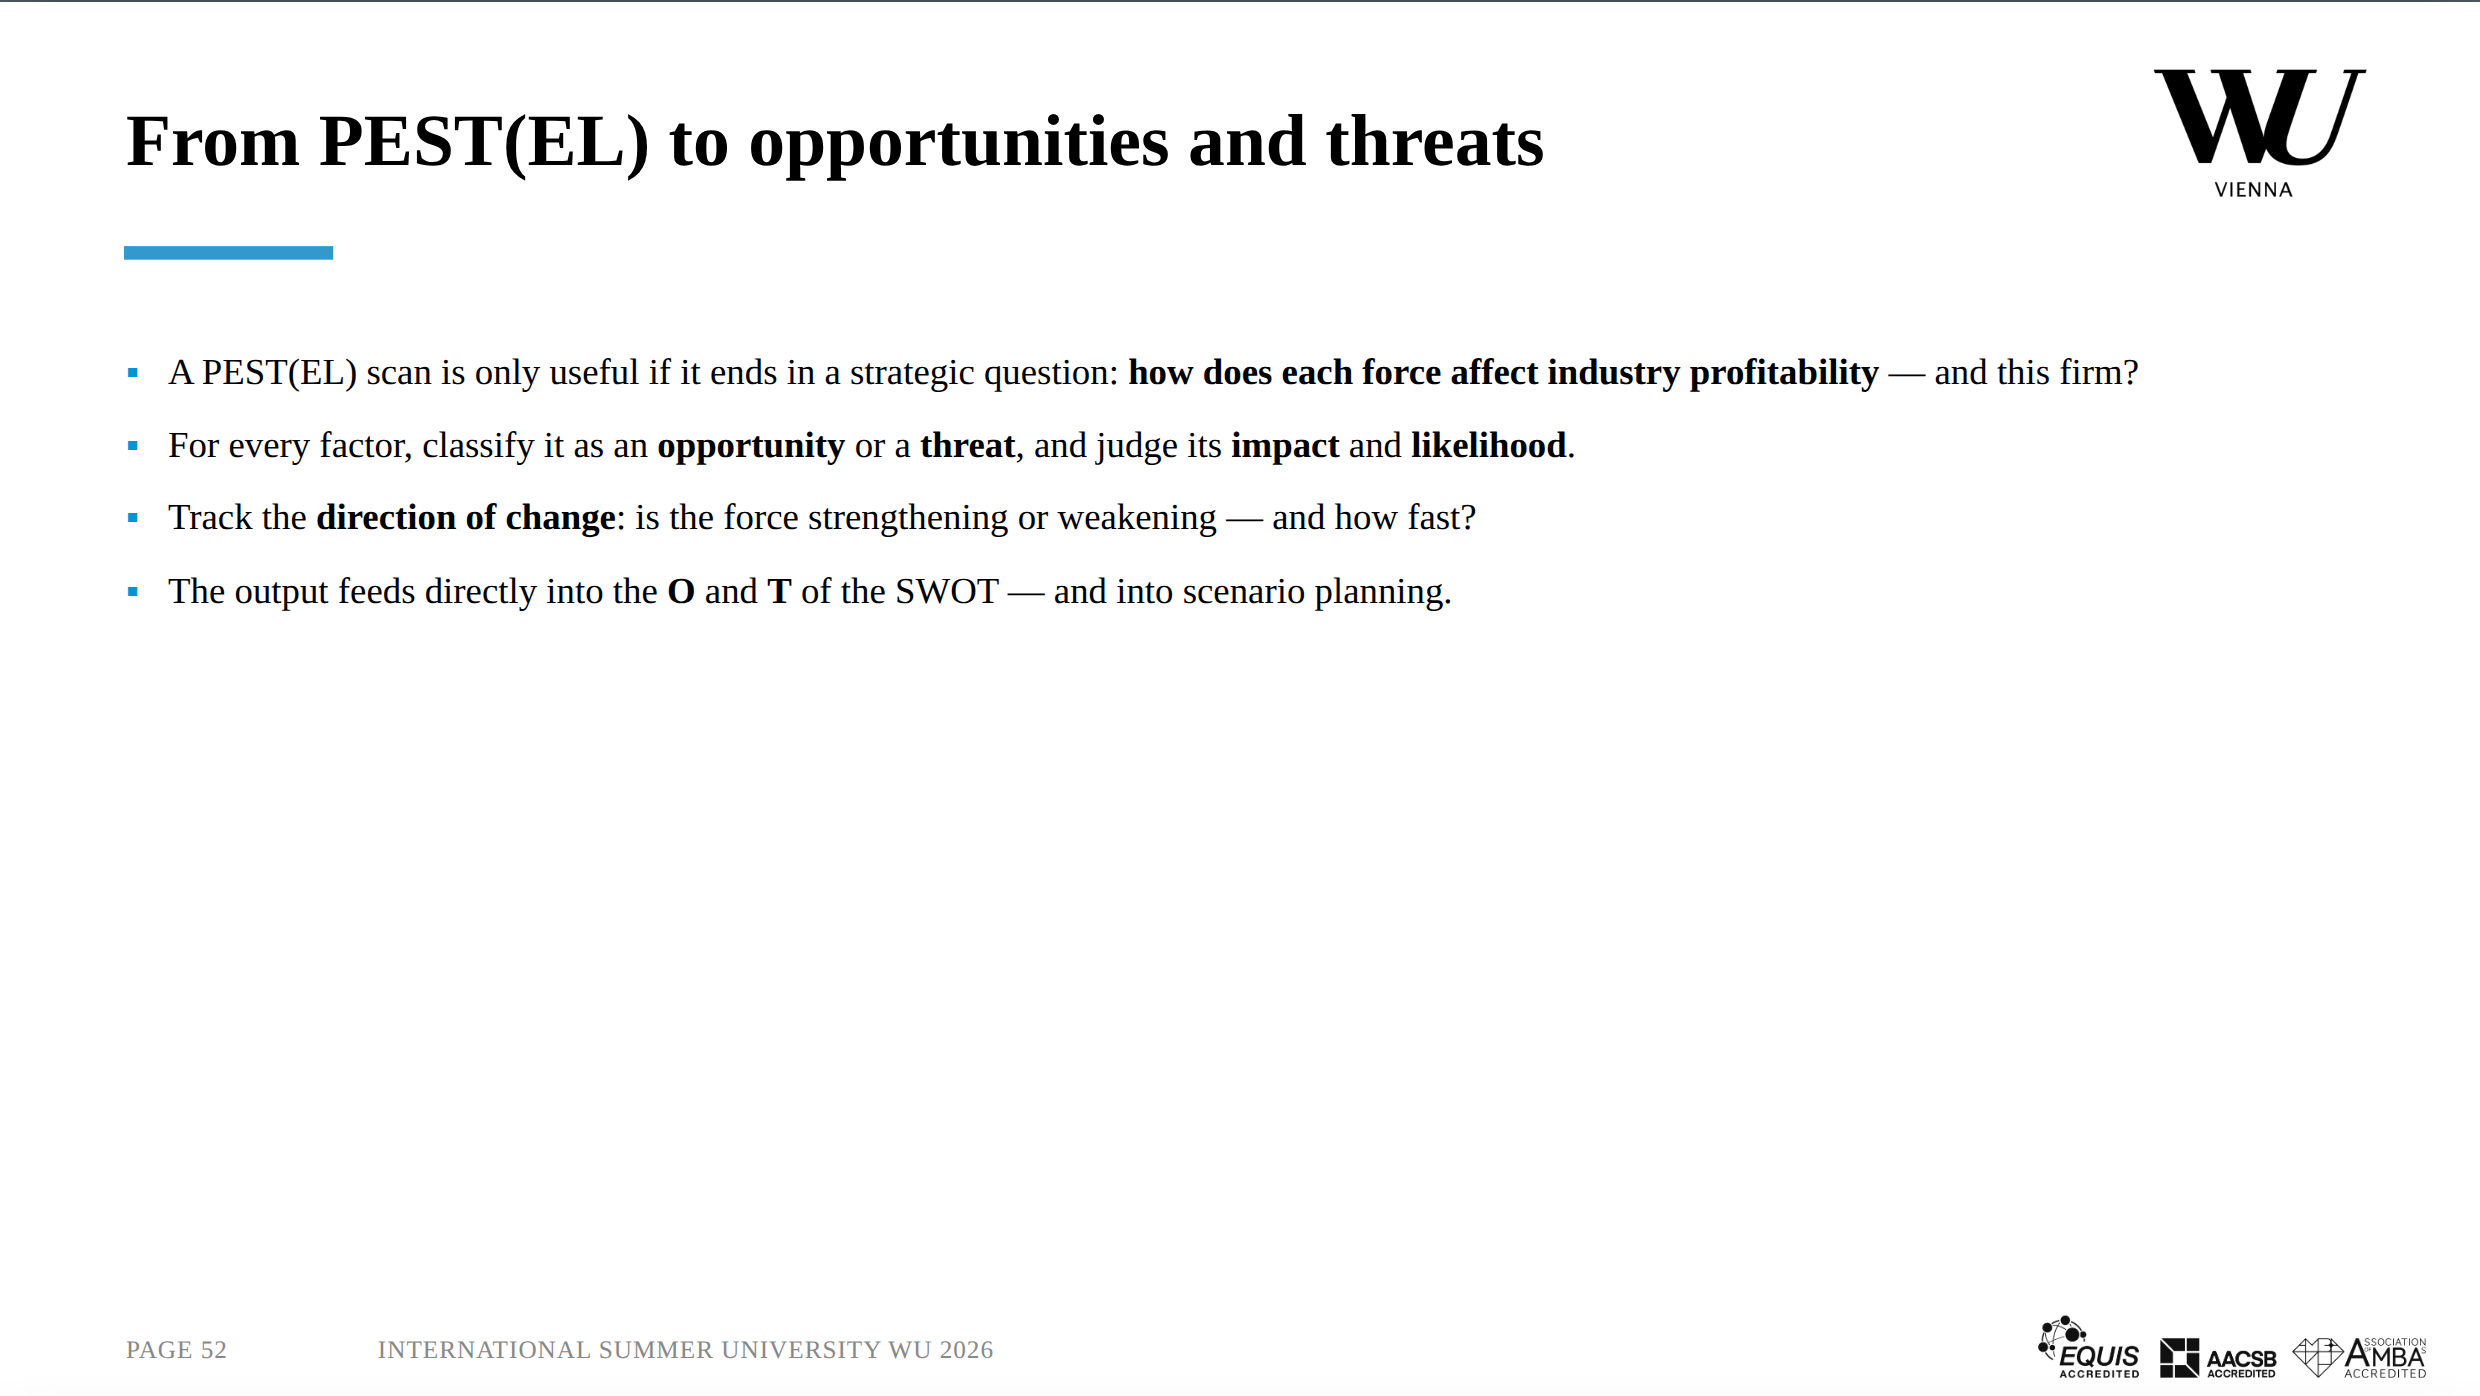 From PEST(EL) to opportunities and threats
WU
VIENNA
▪ A PEST(EL) scan is only useful if it ends in a strategic question: how does each force affect industry profitability — and this firm?
▪ For every factor, classify it as an opportunity or a threat, and judge its impact and likelihood.
▪ Track the direction of change: is the force strengthening or weakening — and how fast?
▪ The output feeds directly into the O and T of the SWOT — and into scenario planning.
PAGE 52
INTERNATIONAL SUMMER UNIVERSITY WU 2026
EQUIS
ACCREDITED
AACSB
ACCREDITED
ASSOCIATION
OF
AMBAS
ACCREDITED